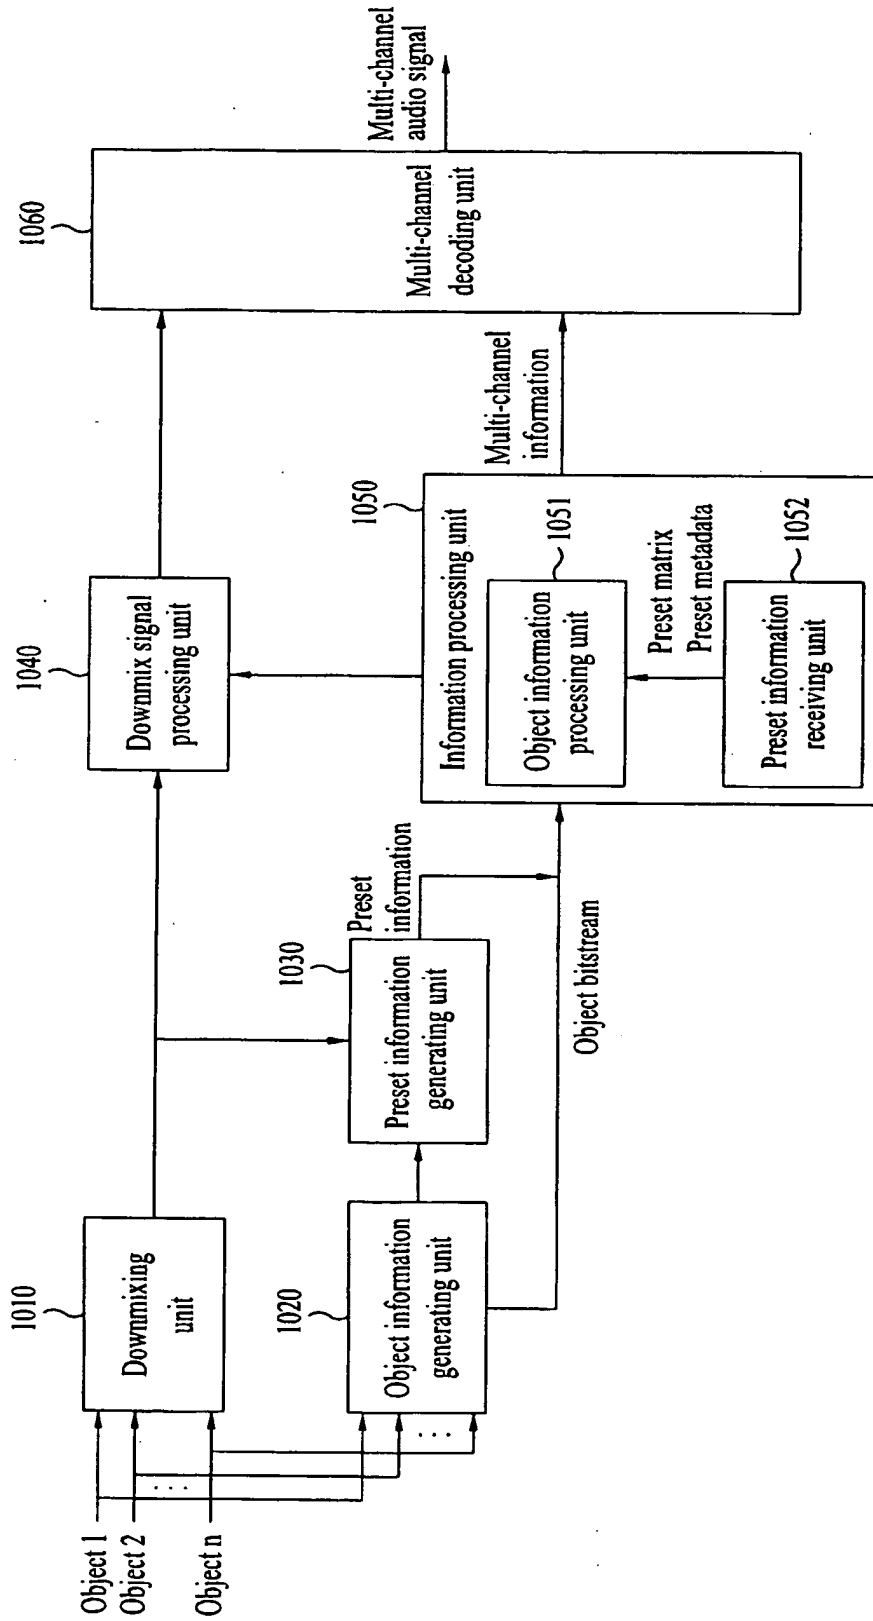 Object 1
Object 2
Object n
. . .
. . .
1010
Downmixing
unit
1020
Object information
generating unit
1030
Preset information
generating unit
Preset
information
Object bitstream
1040
Downmix signal
processing unit
1050
Information processing unit
Object information
processing unit
1051
Preset matrix
Preset metadata
Preset information
receiving unit
1052
Multi-channel
information
1060
Multi-channel
decoding unit
Multi-channel
audio signal